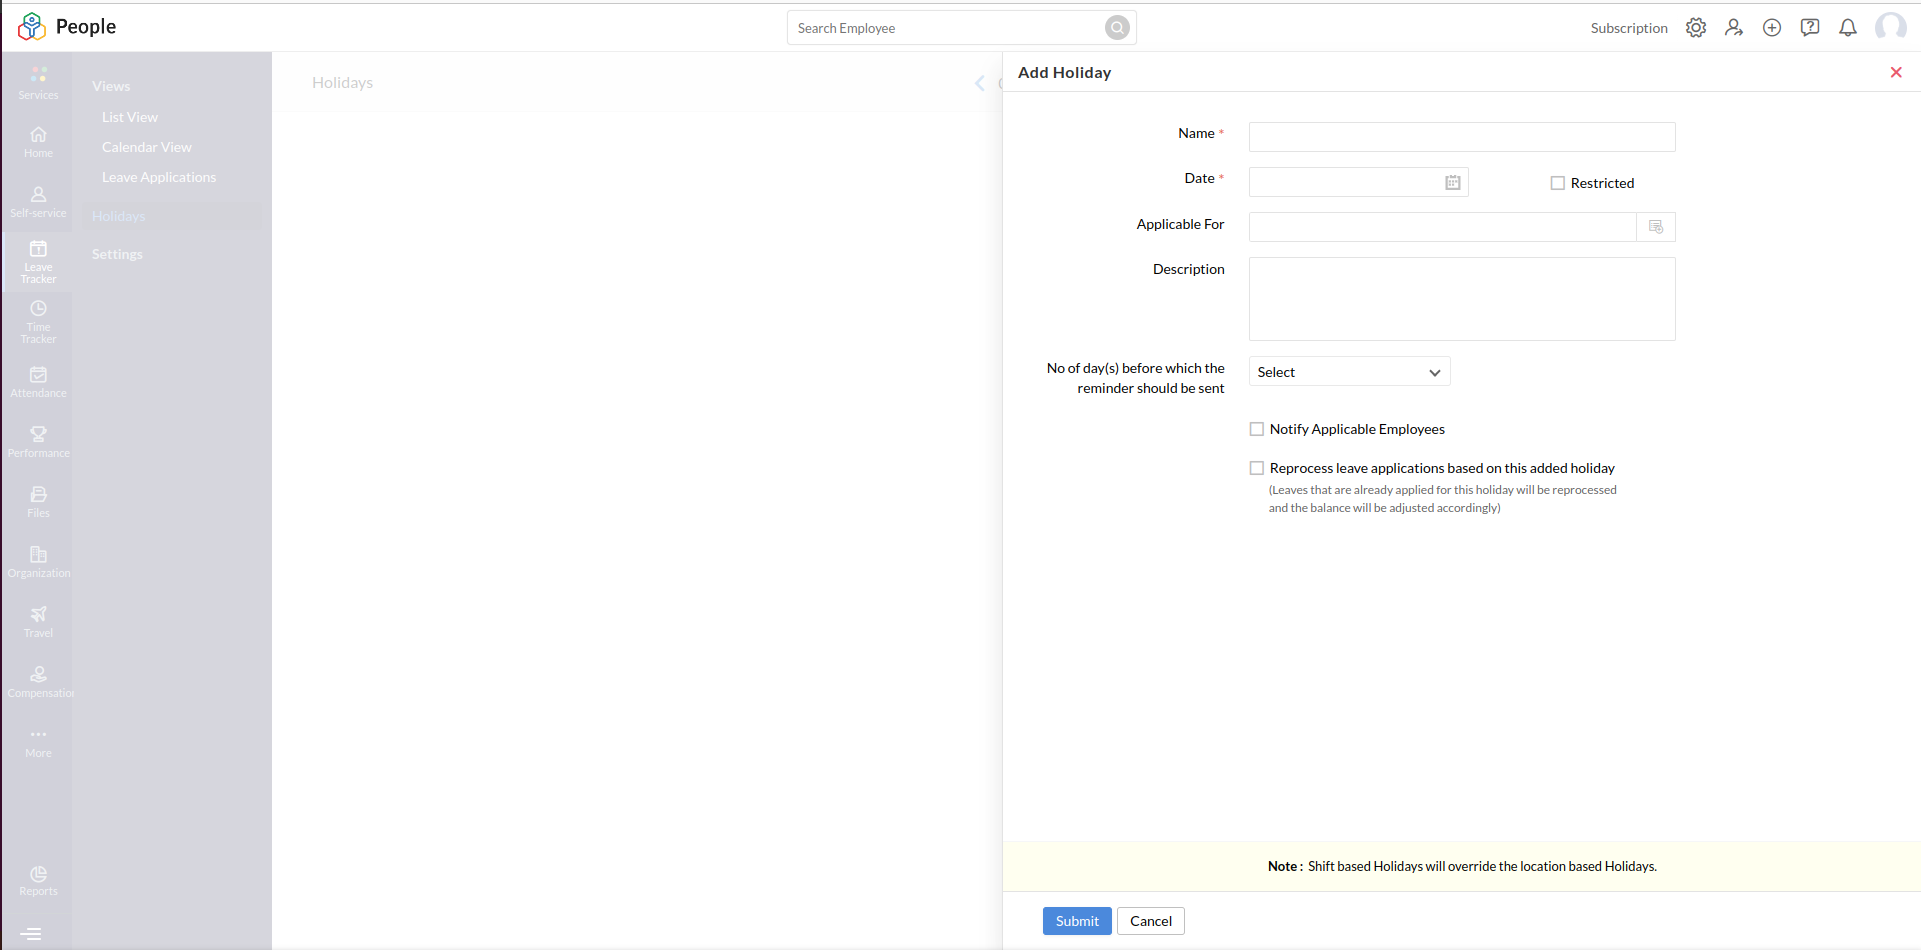 People
Search Employee
Subscription
Services
Home
Self-service
Leave
Tracker
Time
Tracker
Attendance
Performance
Files
Organization
Travel
Compensation
More
Reports
Views
List View
Calendar View
Leave Applications
Holidays
Settings
Holidays
Add Holiday
Name *
Date *
Restricted
Applicable For
Description
No of day(s) before which the
reminder should be sent
Select
Notify Applicable Employees
Reprocess leave applications based on this added holiday
(Leaves that are already applied for this holiday will be reprocessed
and the balance will be adjusted accordingly)
Note : Shift based Holidays will override the location based Holidays.
Submit
Cancel